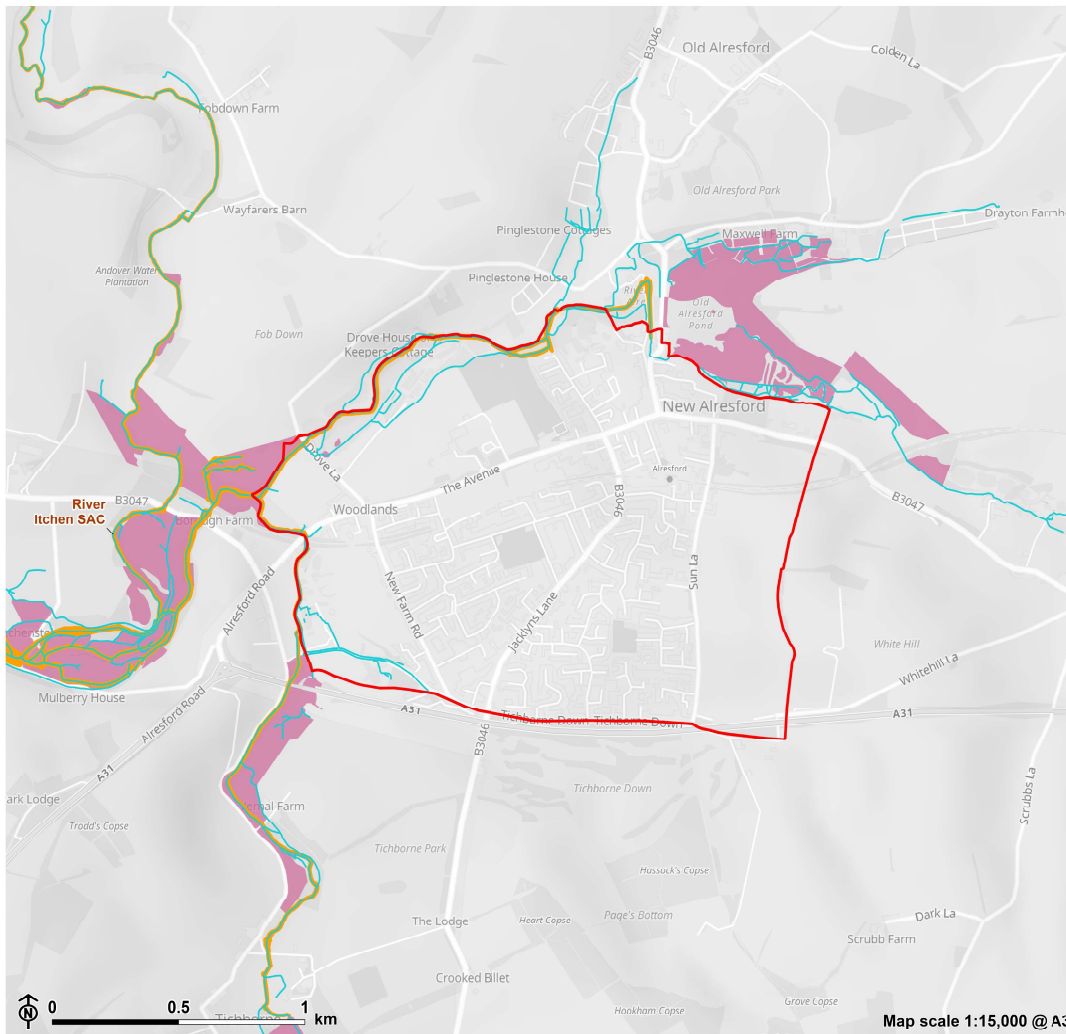 B3046
Old Alresford
Colden La
Fobdown Farm
Old Alresford Park
Wayfarers Barn
Drayton Farmh
Pinglestone Cottages
Maxwell Farm
Andover Water
Plantation
Pinglestone House
River
Old
Alresford
Pond
Fob Down
Drove House
Keepers Cottage
New Alresford
Drove La
The Avenue
Alresford
River
Itchen SAC
B3047
Woodlands
B3046
B3047
Borough Farm
Alresford Road
New Farm Rd
Jacklyns Lane
Sun La
White Hill
Whitehill La
Mulberry House
Alresford Road
A31
Tichborne Down
Tichborne Down
A31
B3046
A31
ark Lodge
Trodd's Copse
Tichborne Down
Scrubbs La
Tichborne Park
Hassock's Copse
The Lodge
Heart Copse
Page's Bottom
Dark La
Scrubb Farm
Crooked Billet
Grove Copse
Hookham Copse
Tichborne
N
0 0.5 1
km
Map scale 1:15,000 @ A3